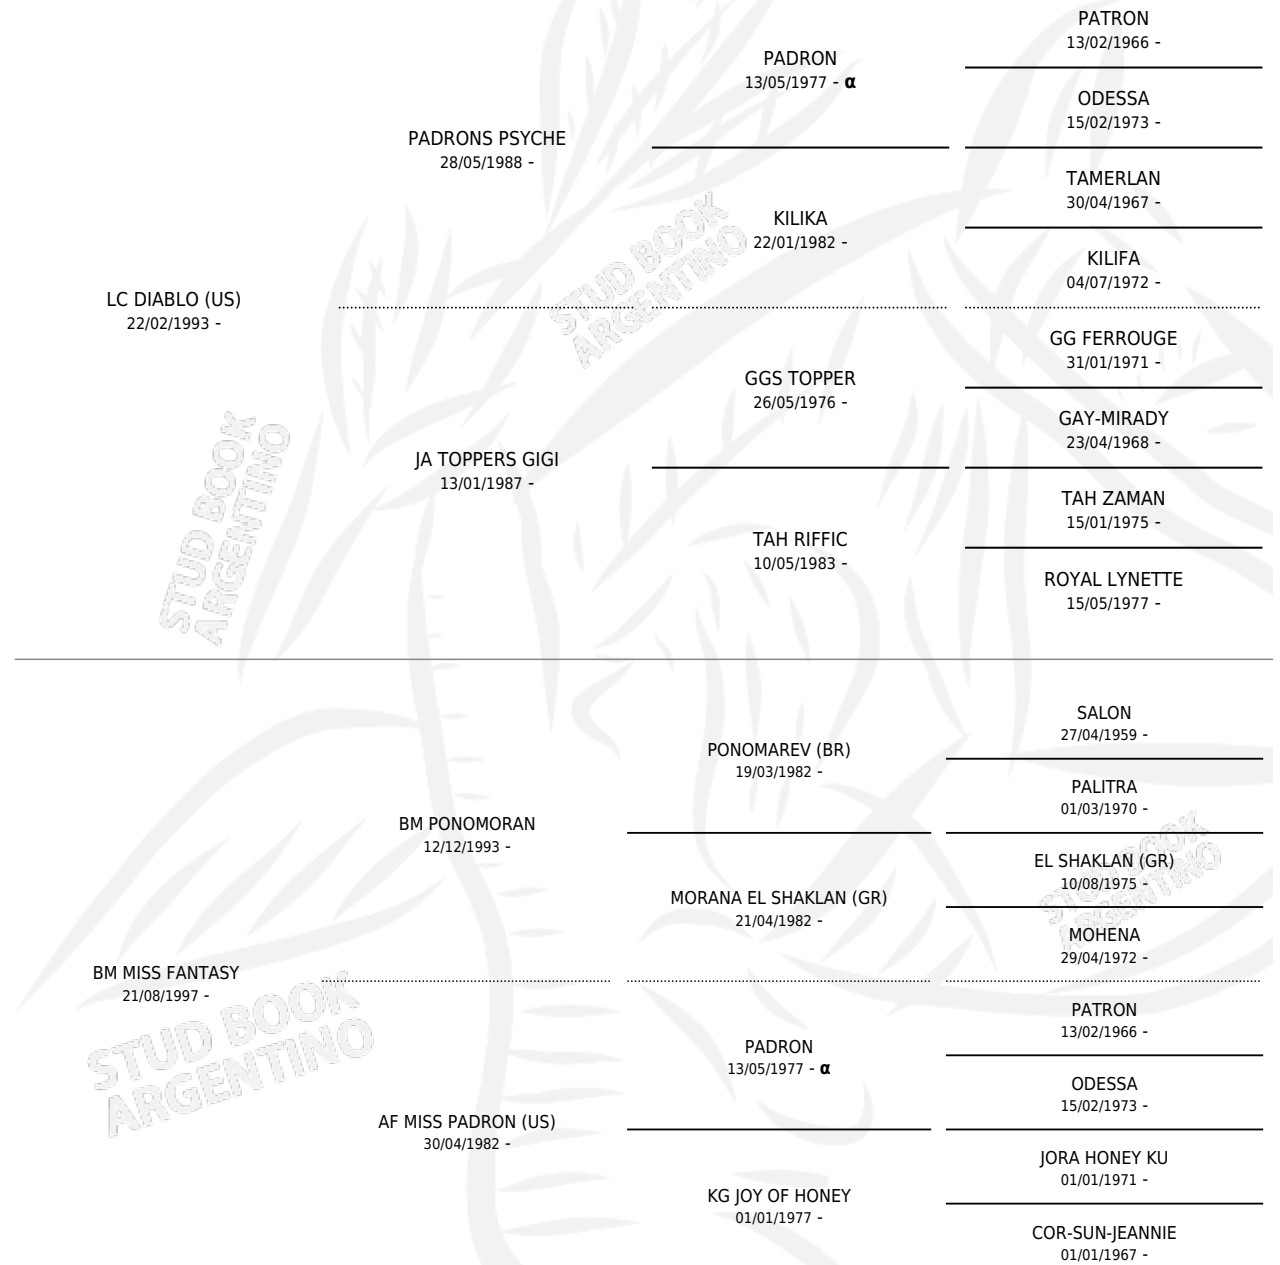 PATRON
13/02/1966 -
PADRON
13/05/1977 - α
ODESSA
15/02/1973 -
PADRONS PSYCHE
28/05/1988 -
TAMERLAN
30/04/1967 -
KILIKA
22/01/1982 -
KILIFA
04/07/1972 -
LC DIABLO (US)
22/02/1993 -
GG FERROUGE
31/01/1971 -
GGS TOPPER
26/05/1976 -
GAY-MIRADY
23/04/1968 -
JA TOPPERS GIGI
13/01/1987 -
TAH ZAMAN
15/01/1975 -
TAH RIFFIC
10/05/1983 -
ROYAL LYNETTE
15/05/1977 -
STUD BOOK
ARGENTINO
STUD BOOK
ARGENTINO
SALON
27/04/1959 -
PONOMAREV (BR)
19/03/1982 -
PALITRA
01/03/1970 -
BM PONOMORAN
12/12/1993 -
EL SHAKLAN (GR)
10/08/1975 -
MORANA EL SHAKLAN (GR)
21/04/1982 -
MOHENA
29/04/1972 -
BM MISS FANTASY
21/08/1997 -
PATRON
13/02/1966 -
PADRON
13/05/1977 - α
ODESSA
15/02/1973 -
AF MISS PADRON (US)
30/04/1982 -
JORA HONEY KU
01/01/1971 -
KG JOY OF HONEY
01/01/1977 -
COR-SUN-JEANNIE
01/01/1967 -
STUD BOOK
ARGENTINO
STUD BOOK
ARGENTINO